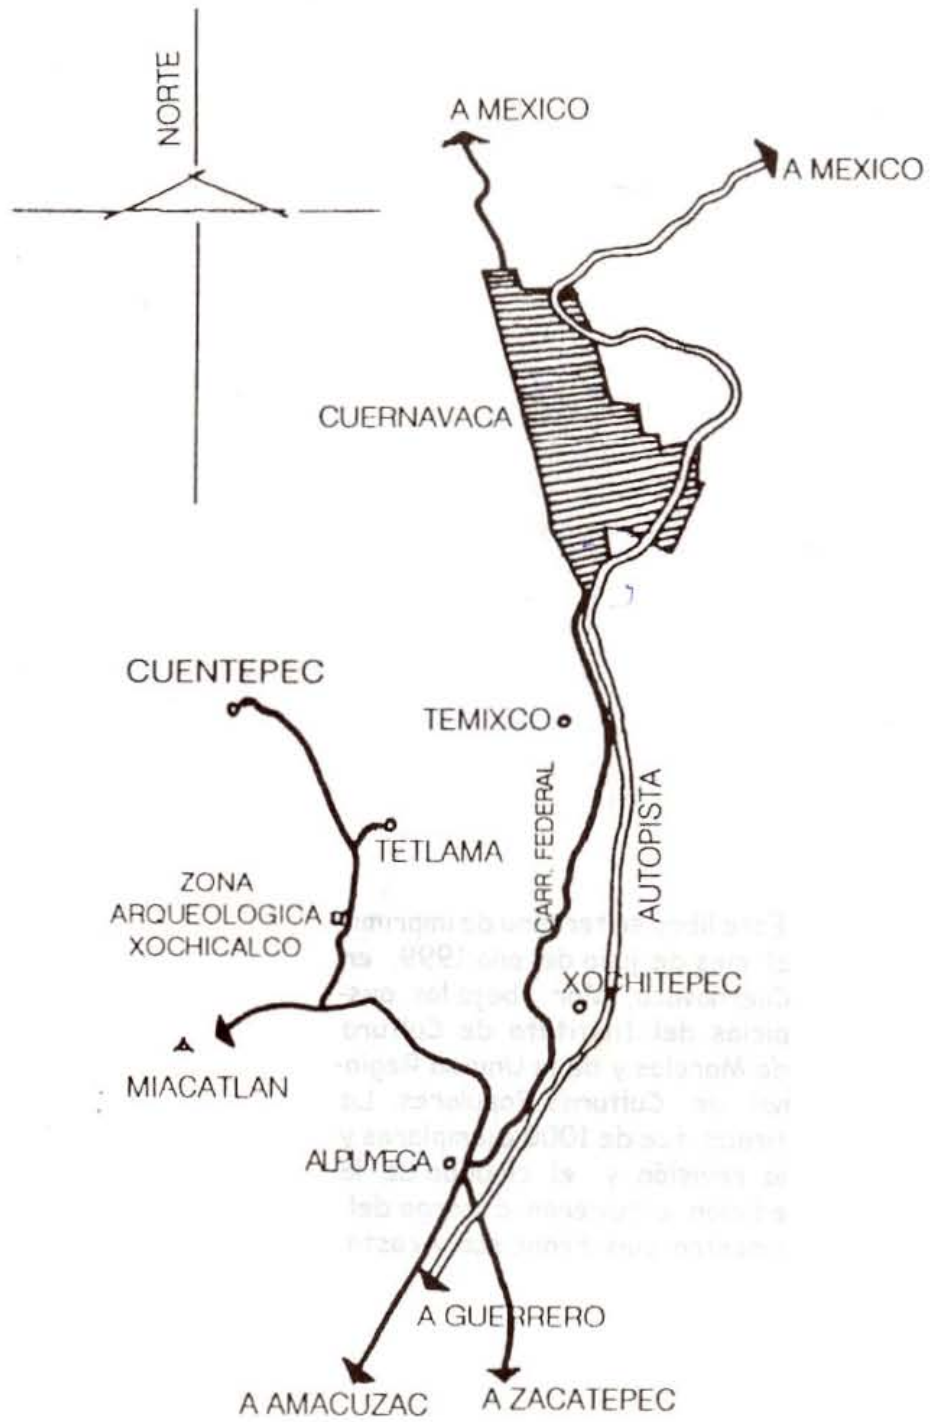 NORTE
A MEXICO
A MEXICO
CUERNAVACA
CUENTEPEC
TEMIXCO
CARR. FEDERAL
AUTOPISTA
TETLAMA
ZONA
ARQUEOLOGICA
XOCHICALCO
XOCHITEPEC
MIACATLAN
ALPUYECA
A GUERRERO
A AMACUZAC
A ZACATEPEC